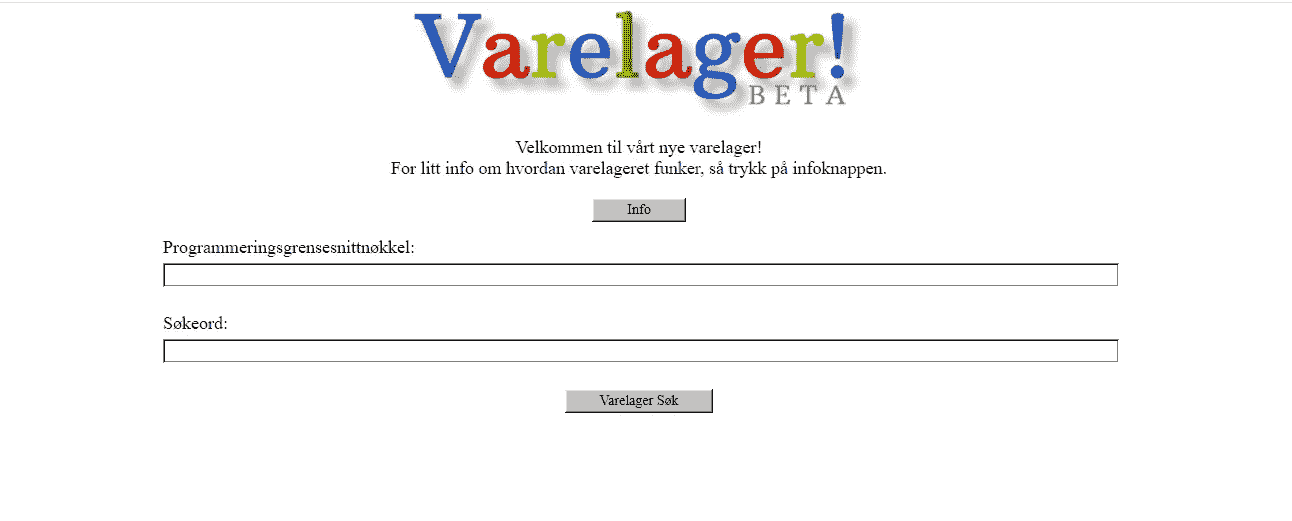 Varelager!
BETA
Velkommen til vårt nye varelager!
For litt info om hvordan varelageret funker, så trykk på infoknappen.
Info
Programmeringsgrensesnittnøkkel:
Søkeord:
Varelager Søk